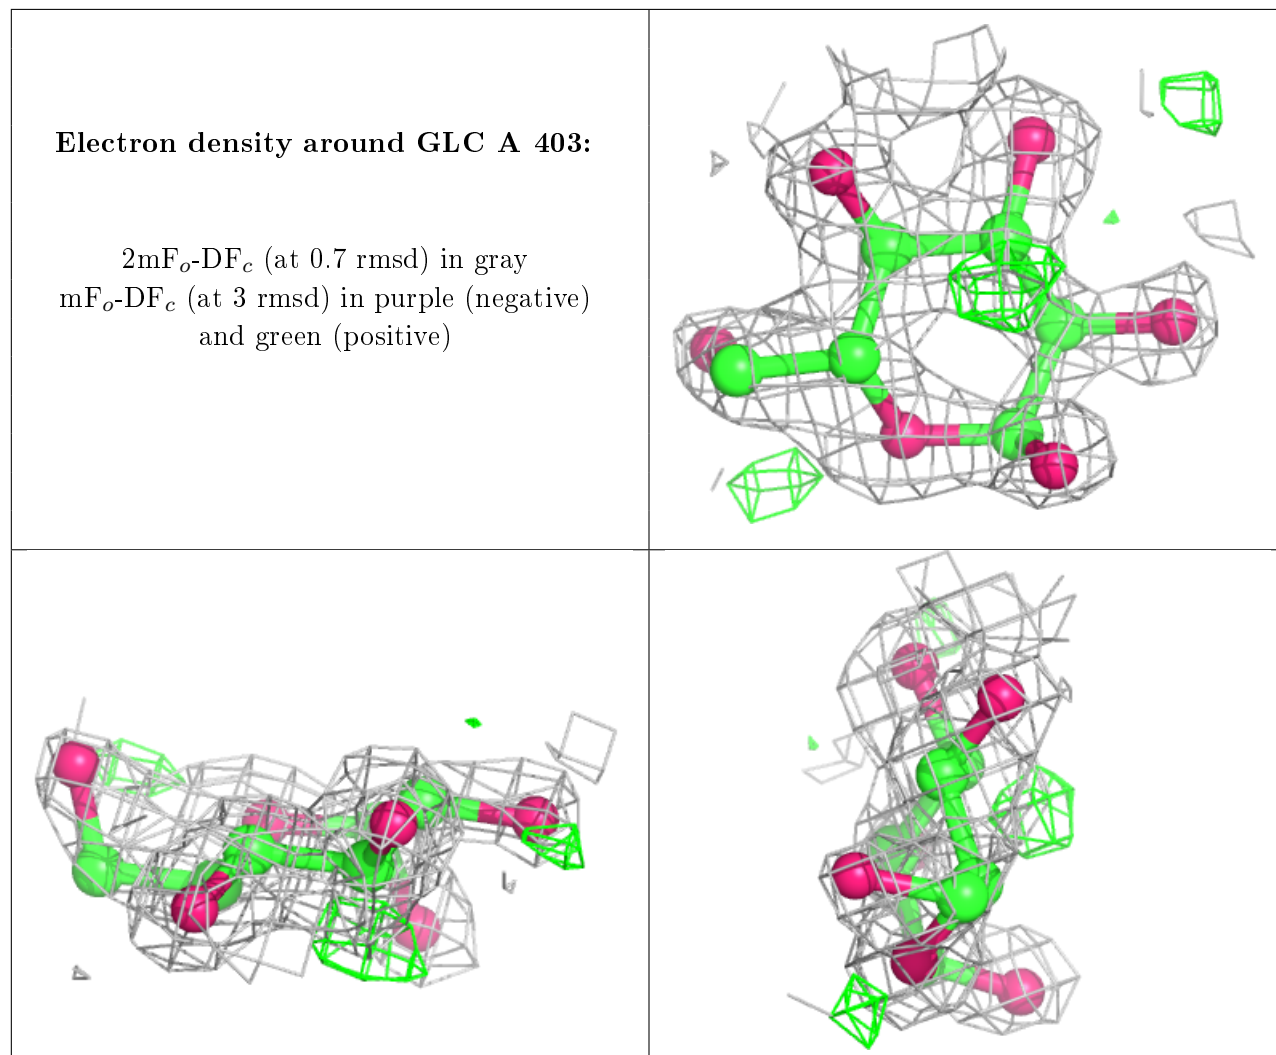 Electron density around GLC A 403:
2mFo-DFc (at 0.7 rmsd) in gray
mFo-DFc (at 3 rmsd) in purple (negative)
and green (positive)